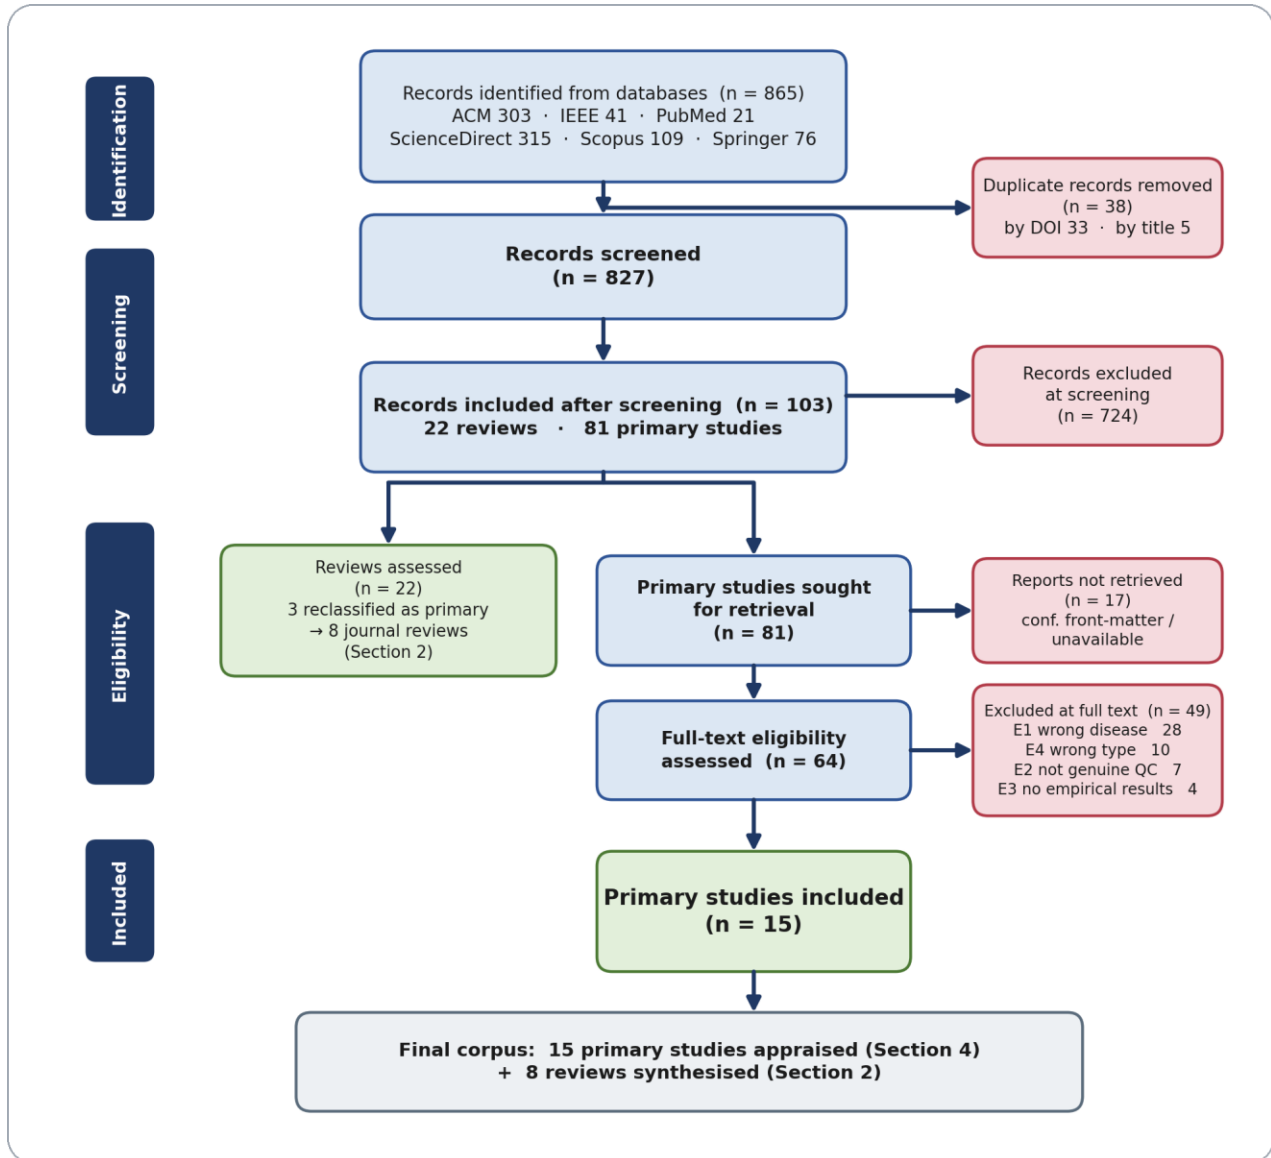 Identification
Records identified from databases  (n = 865)
ACM 303  ·  IEEE 41  ·  PubMed 21
ScienceDirect 315  ·  Scopus 109  ·  Springer 76
Duplicate records removed
(n = 38)
by DOI 33  ·  by title 5
Screening
Records screened
(n = 827)
Records included after screening  (n = 103)
22 reviews   ·   81 primary studies
Records excluded
at screening
(n = 724)
Eligibility
Reviews assessed
(n = 22)
3 reclassified as primary
→ 8 journal reviews
(Section 2)
Primary studies sought
for retrieval
(n = 81)
Reports not retrieved
(n = 17)
conf. front-matter /
unavailable
Full-text eligibility
assessed  (n = 64)
Excluded at full text  (n = 49)
E1 wrong disease   28
E4 wrong type   10
E2 not genuine QC   7
E3 no empirical results   4
Included
Primary studies included
(n = 15)
Final corpus:  15 primary studies appraised (Section 4)
+  8 reviews synthesised (Section 2)